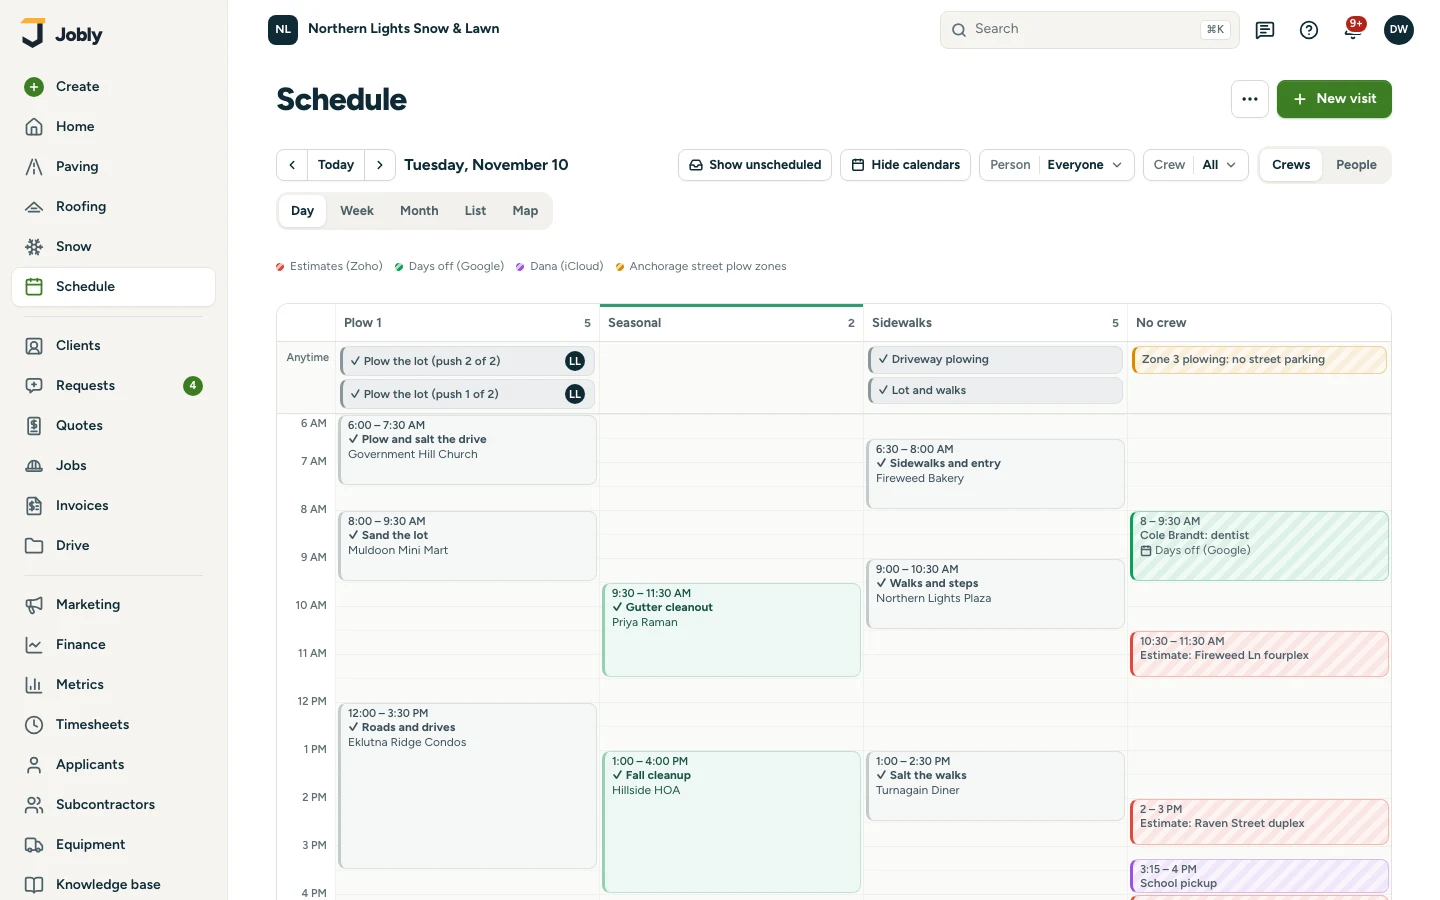 Jobly
NL
Northern Lights Snow & Lawn
Search
⌘K
9+
DW
Create
Home
Paving
Roofing
Snow
Schedule
Clients
Requests
4
Quotes
Jobs
Invoices
Drive
Marketing
Finance
Metrics
Timesheets
Applicants
Subcontractors
Equipment
Knowledge base
Schedule
New visit
Today
Tuesday, November 10
Show unscheduled
Hide calendars
Person
Everyone
Crew
All
Crews
People
Day
Week
Month
List
Map
Estimates (Zoho)
Days off (Google)
Dana (iCloud)
Anchorage street plow zones
Plow 1
5
Seasonal
2
Sidewalks
5
No crew
Anytime
✓ Plow the lot (push 2 of 2)
LL
✓ Plow the lot (push 1 of 2)
LL
✓ Driveway plowing
✓ Lot and walks
Zone 3 plowing: no street parking
6 AM
7 AM
8 AM
9 AM
10 AM
11 AM
12 PM
1 PM
2 PM
3 PM
4 PM
6:00 – 7:30 AM
✓ Plow and salt the drive
Government Hill Church
8:00 – 9:30 AM
✓ Sand the lot
Muldoon Mini Mart
12:00 – 3:30 PM
✓ Roads and drives
Eklutna Ridge Condos
9:30 – 11:30 AM
✓ Gutter cleanout
Priya Raman
1:00 – 4:00 PM
✓ Fall cleanup
Hillside HOA
6:30 – 8:00 AM
✓ Sidewalks and entry
Fireweed Bakery
9:00 – 10:30 AM
✓ Walks and steps
Northern Lights Plaza
1:00 – 2:30 PM
✓ Salt the walks
Turnagain Diner
8 – 9:30 AM
Cole Brandt: dentist
Days off (Google)
10:30 – 11:30 AM
Estimate: Fireweed Ln fourplex
2 – 3 PM
Estimate: Raven Street duplex
3:15 – 4 PM
School pickup